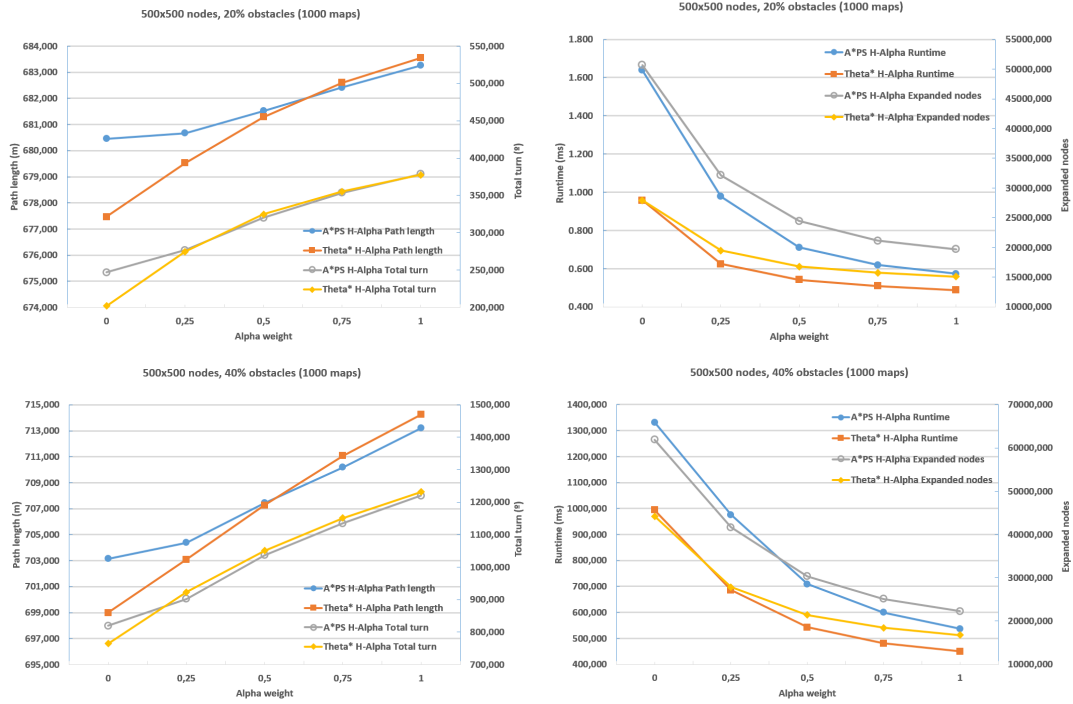 500x500 nodes, 20% obstacles (1000 maps)
684,000
683,000
682,000
681,000
680,000
679,000
678,000
677,000
676,000
675,000
674,000
Path length (m)
550,000
500,000
450,000
400,000
350,000
300,000
250,000
200,000
Total turn (º)
A*PS H-Alpha Path length
Theta* H-Alpha Path length
A*PS H-Alpha Total turn
Theta* H-Alpha Total turn
0 0,25 0,5 0,75 1
Alpha weight
500x500 nodes, 20% obstacles (1000 maps)
1.800
1.600
1.400
1.200
1.000
0.800
0.600
0.400
Runtime (ms)
55000,000
50000,000
45000,000
40000,000
35000,000
30000,000
25000,000
20000,000
15000,000
10000,000
Expanded nodes
A*PS H-Alpha Runtime
Theta* H-Alpha Runtime
A*PS H-Alpha Expanded nodes
Theta* H-Alpha Expanded nodes
0 0,25 0,5 0,75 1
Alpha weight
500x500 nodes, 40% obstacles (1000 maps)
715,000
713,000
711,000
709,000
707,000
705,000
703,000
701,000
699,000
697,000
695,000
Path length (m)
1500,000
1400,000
1300,000
1200,000
1100,000
1000,000
900,000
800,000
700,000
Total turn (º)
A*PS H-Alpha Path length
Theta* H-Alpha Path length
A*PS H-Alpha Total turn
Theta* H-Alpha Total turn
0 0,25 0,5 0,75 1
Alpha weight
500x500 nodes, 40% obstacles (1000 maps)
1400,000
1300,000
1200,000
1100,000
1000,000
900,000
800,000
700,000
600,000
500,000
400,000
Runtime (ms)
70000,000
60000,000
50000,000
40000,000
30000,000
20000,000
10000,000
Expanded nodes
A*PS H-Alpha Runtime
Theta* H-Alpha Runtime
A*PS H-Alpha Expanded nodes
Theta* H-Alpha Expanded nodes
0 0,25 0,5 0,75 1
Alpha weight